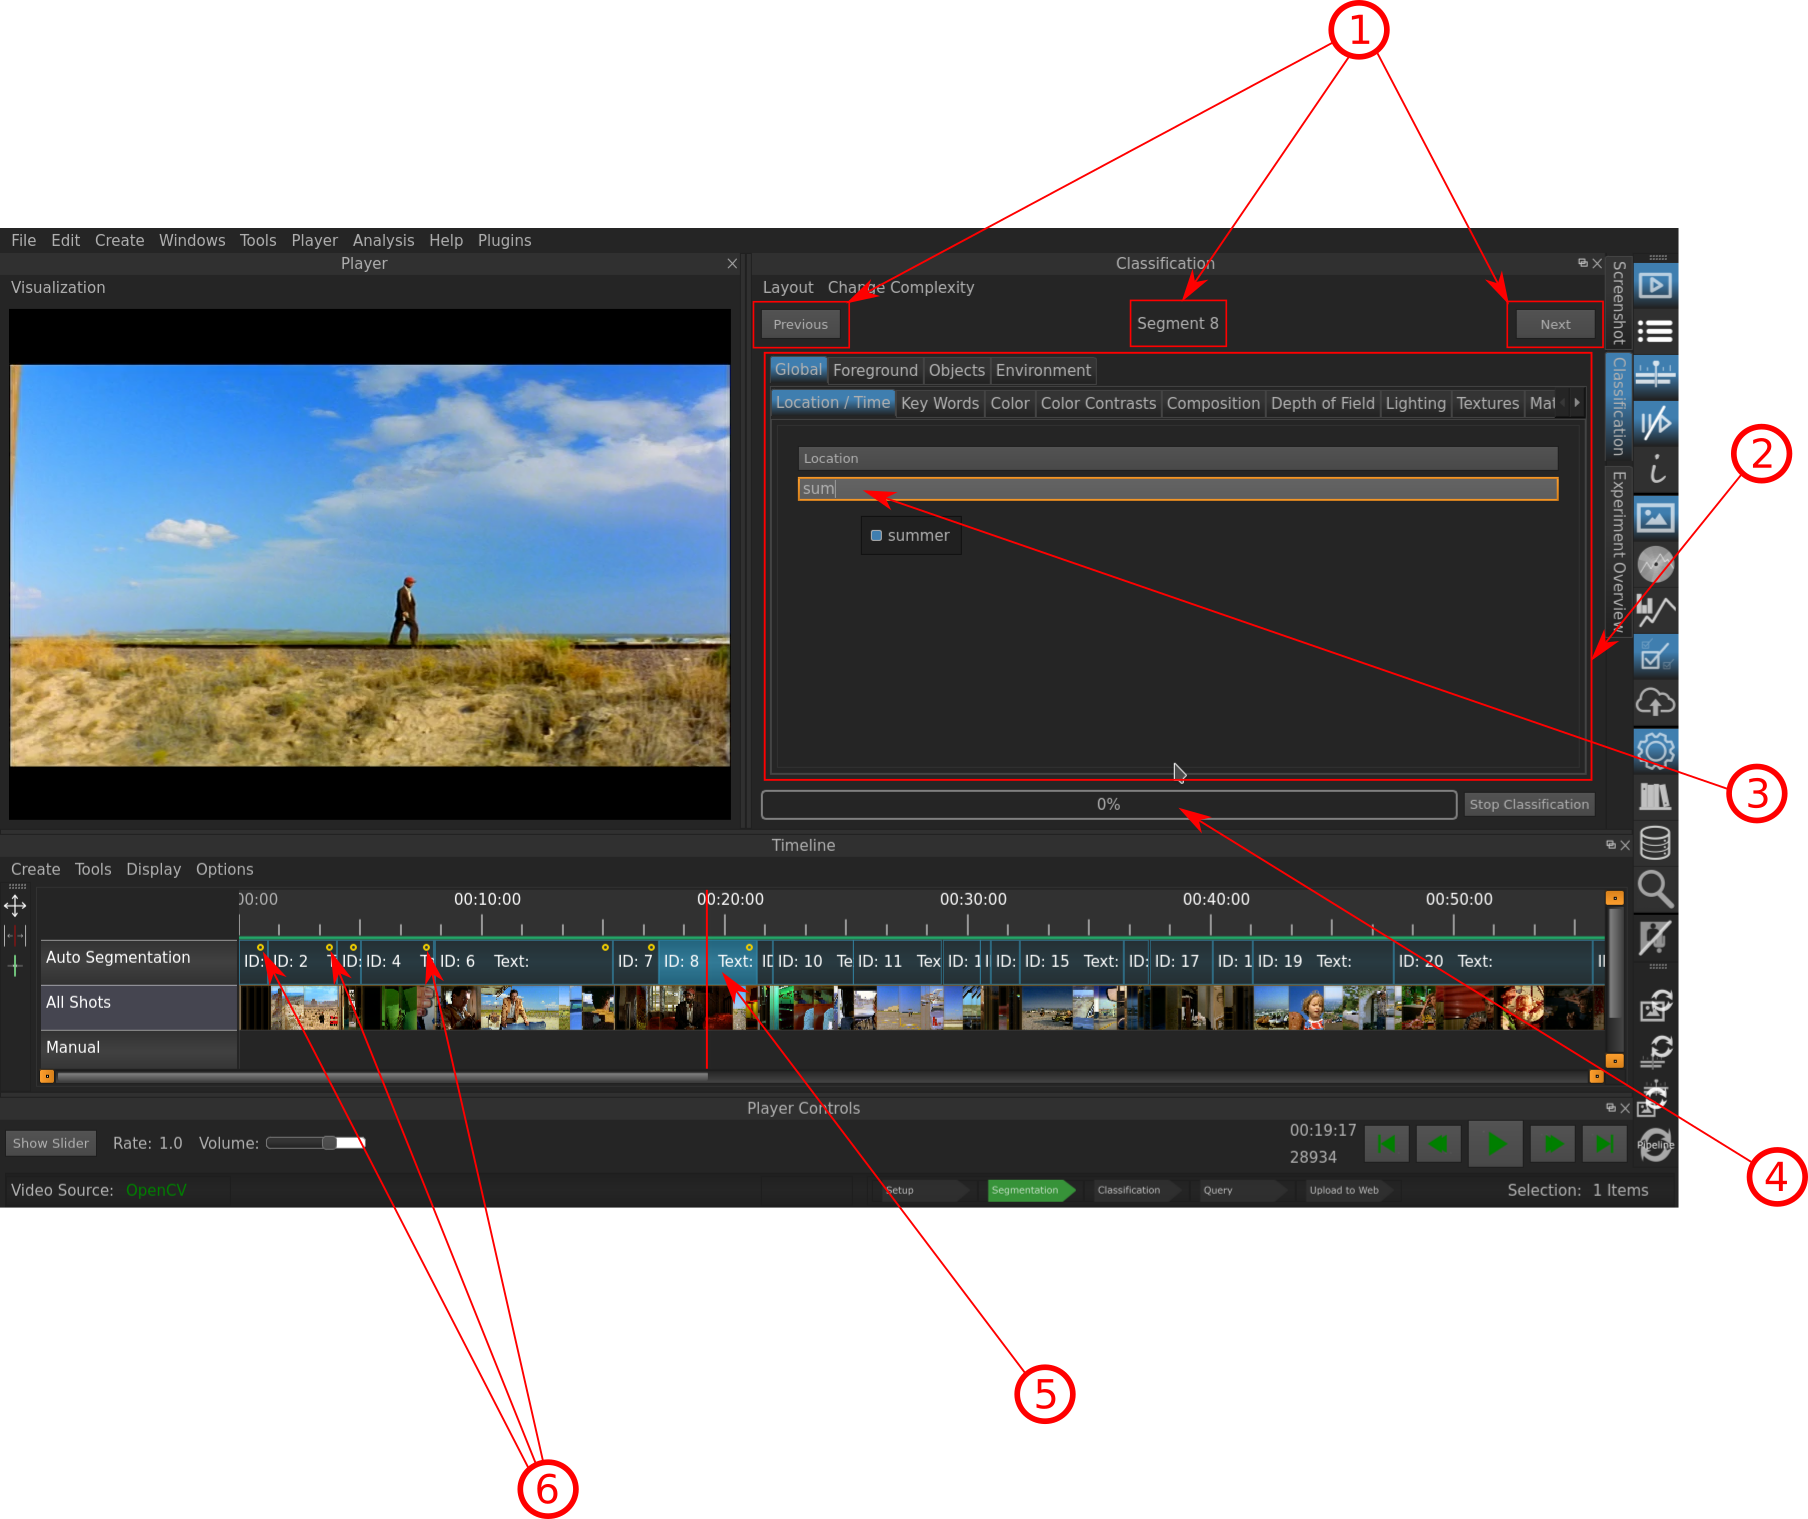 1
File Edit Create Windows Tools Player Analysis Help Plugins
Player
Classification
Visualization
Layout Change Complexity
Previous
Segment 8
Next
Screenshot
Classification
Experiment Overview
Global Foreground Objects Environment
Location / Time Key Words Color Color Contrasts Composition Depth of Field Lighting Textures Mat
Location
sum
summer
2
3
0%
Stop Classification
Timeline
Create Tools Display Options
00:00 00:10:00 00:20:00 00:30:00 00:40:00 00:50:00
Auto Segmentation
ID: ID: 2 T ID: ID: 4 T ID: 6 Text: ID: 7 ID: 8 Text: ID ID: 10 Te ID: 11 Tex ID: 1 I ID: ID: 15 Text: ID: ID: 17 ID: 1 ID: 19 Text: ID: 20 Text: II
All Shots
Manual
Player Controls
Show Slider Rate: 1.0 Volume:
00:19:17
28934
Pipeline
4
Video Source: OpenCV
Setup Segmentation Classification Query Upload to Web
Selection: 1 Items
5
6